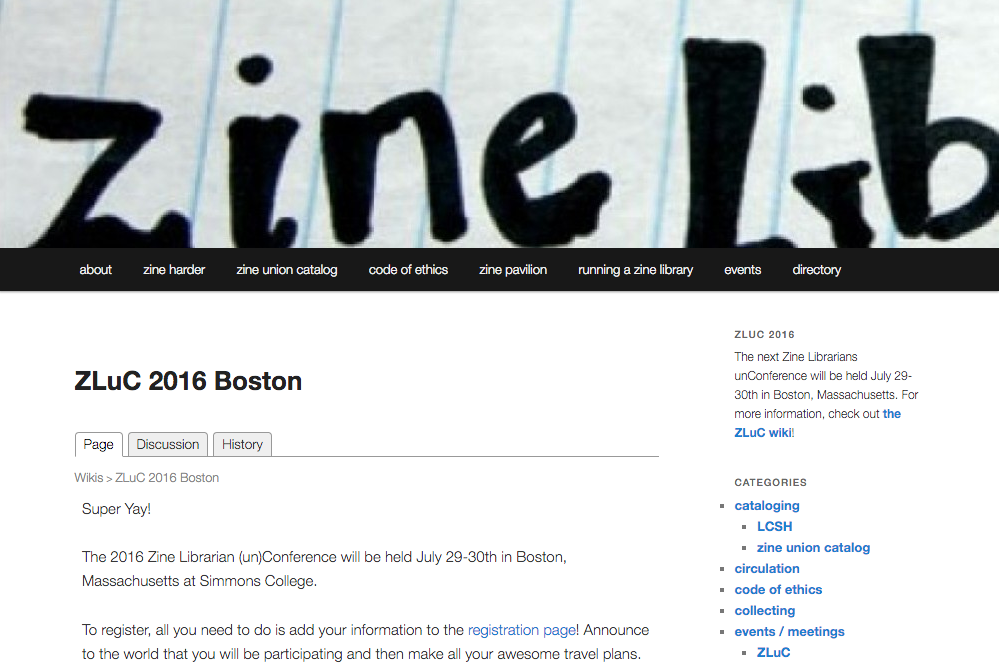 zine Lib
about zine harder zine union catalog code of ethics zine pavilion running a zine library events directory
ZLuC 2016 Boston
Page Discussion History
Wikis > ZLuC 2016 Boston
Super Yay!
The 2016 Zine Librarian (un)Conference will be held July 29-30th in Boston,
Massachusetts at Simmons College.
To register, all you need to do is add your information to the registration page! Announce
to the world that you will be participating and then make all your awesome travel plans.
ZLUC 2016
The next Zine Librarians
unConference will be held July 29-
30th in Boston, Massachusetts. For
more information, check out the
ZLuC wiki!
CATEGORIES
cataloging
LCSH
zine union catalog
circulation
code of ethics
collecting
events / meetings
ZLuC